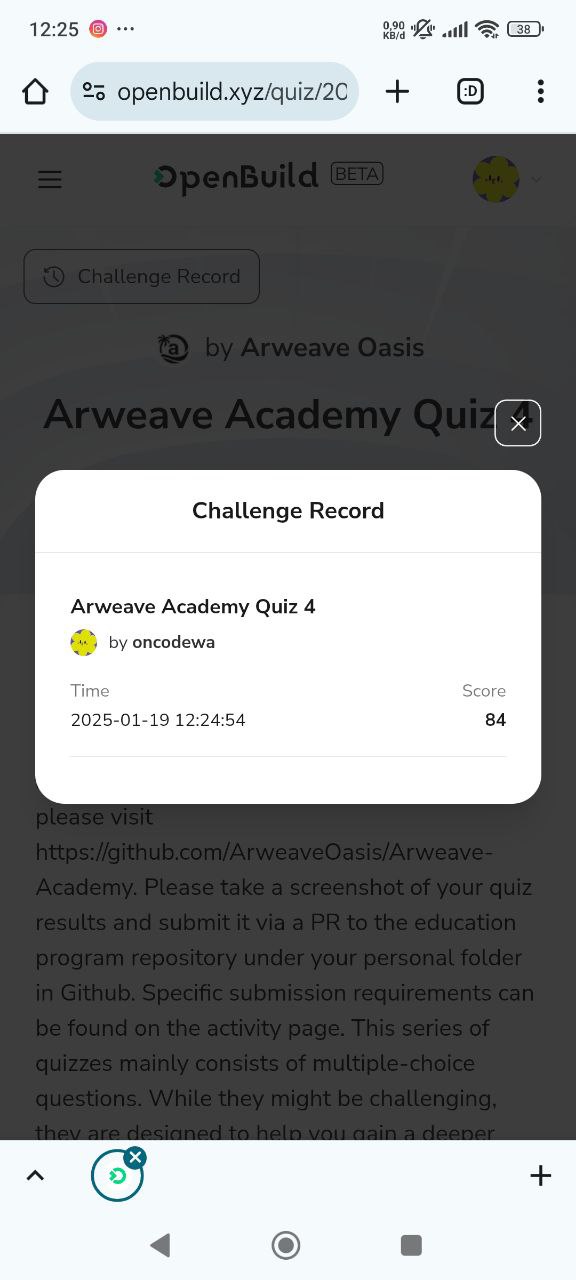 12:25
0,90
KB/d
38
openbuild.xyz/quiz/20
:D
OpenBuild BETA
Challenge Record
a by Arweave Oasis
Arweave Academy Quiz 4
Challenge Record
Arweave Academy Quiz 4
by oncodewa
Time Score
2025-01-19 12:24:54 84
please visit
https://github.com/ArweaveOasis/Arweave-
Academy. Please take a screenshot of your quiz
results and submit it via a PR to the education
program repository under your personal folder
in Github. Specific submission requirements can
be found on the activity page. This series of
quizzes mainly consists of multiple-choice
questions. While they might be challenging,
they are designed to help you gain a deeper